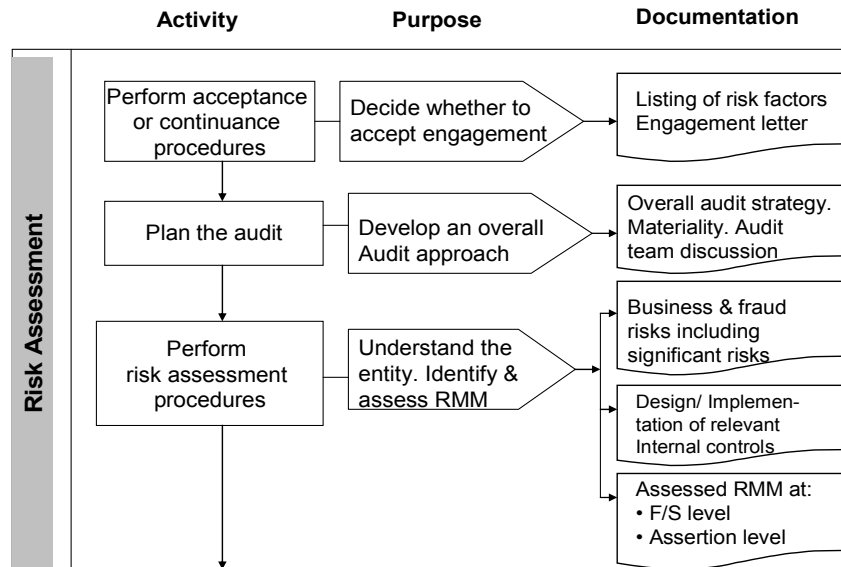 Activity
Purpose
Documentation
Risk Assessment
Perform acceptance
or continuance
procedures
Decide whether to
accept engagement
Listing of risk factors
Engagement letter
Plan the audit
Develop an overall
Audit approach
Overall audit strategy.
Materiality. Audit
team discussion
Perform
risk assessment
procedures
Understand the
entity. Identify &
assess RMM
Business & fraud
risks including
significant risks
Design/ Implemen-
tation of relevant
Internal controls
Assessed RMM at:
• F/S level
• Assertion level